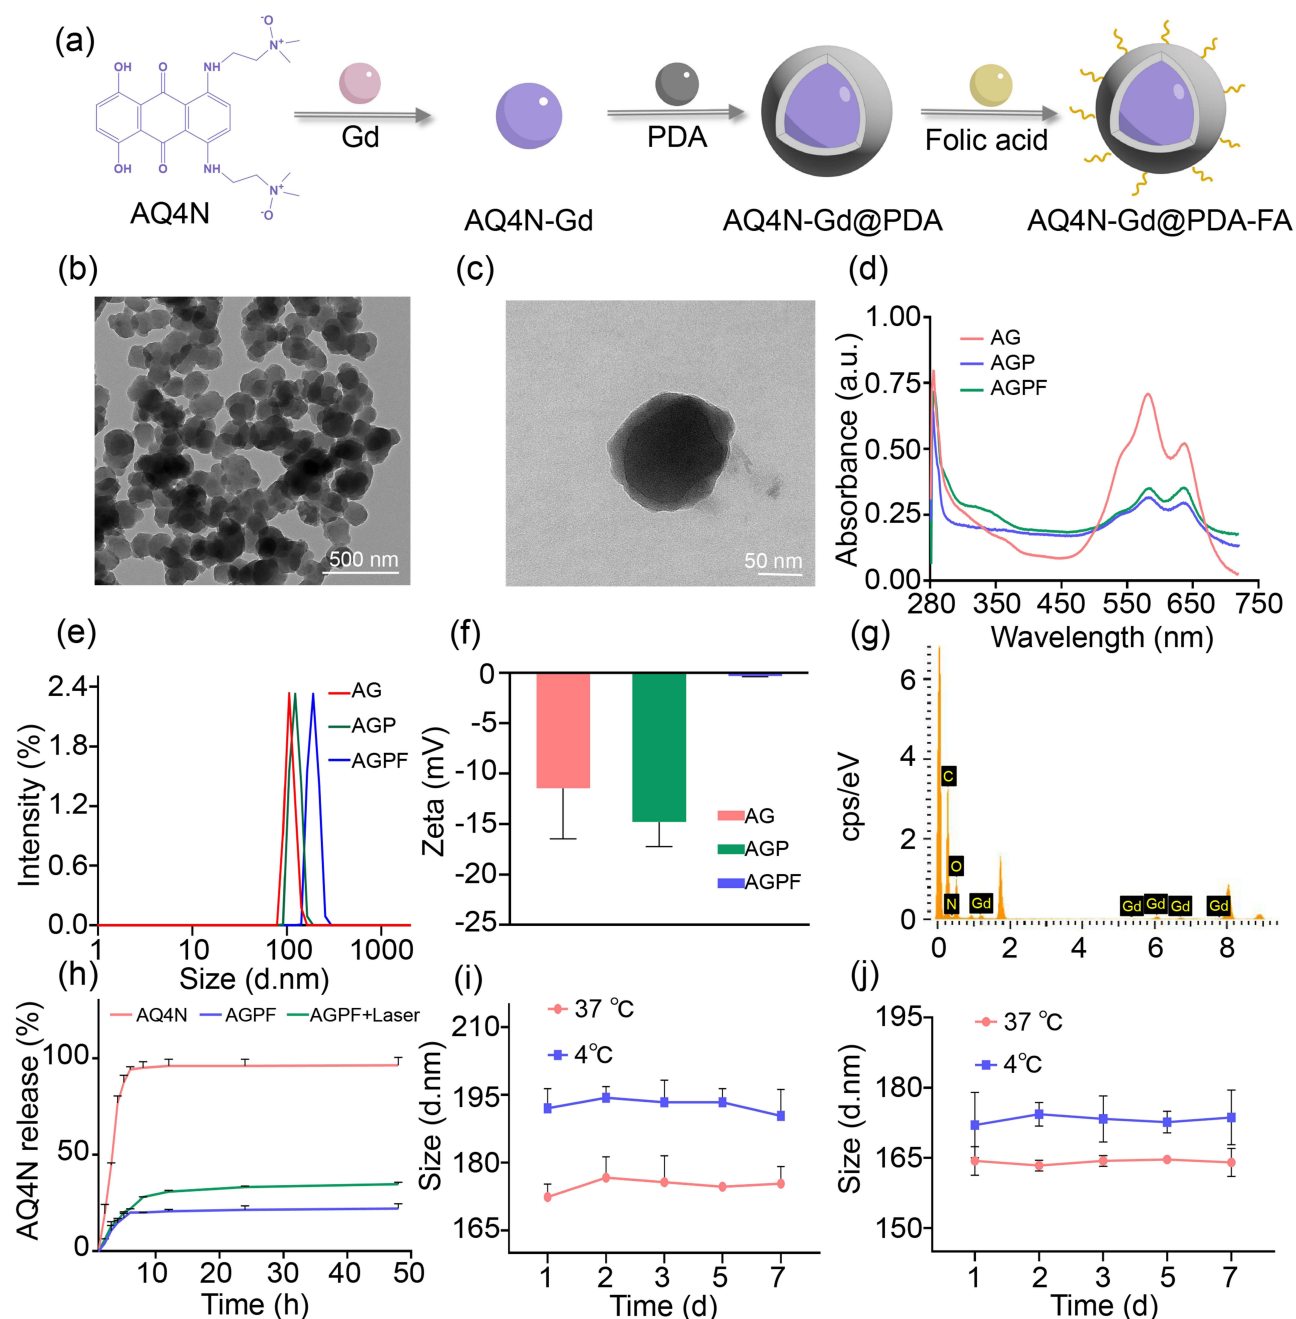 (a)
-O
N+
OH O NH
OH O NH
N+
-O
AQ4N
Gd
AQ4N-Gd
PDA
AQ4N-Gd@PDA
Folic acid
AQ4N-Gd@PDA-FA
(b)
500 nm
(c)
50 nm
(d)
Absorbance (a.u.)
1.00
0.75
0.50
0.25
0.00
AG
AGP
AGPF
280 350 450 550 650 750
Wavelength (nm)
(e)
Intensity (%)
2.4
1.8
1.2
0.6
0.0
AG
AGP
AGPF
1 10 100 1000
Size (d.nm)
(f)
Zeta (mV)
0
-5
-10
-15
-20
-25
AG
AGP
AGPF
(g)
cps/eV
6
4
2
0
C
O
N Gd Gd Gd Gd Gd
0 2 4 6 8
(h)
AQ4N release (%)
100
50
0
AQ4N AGPF AGPF+Laser
10 20 30 40 50
Time (h)
(i)
Size (d.nm)
210
195
180
165
37 °C
4°C
1 2 3 5 7
Time (d)
(j)
Size (d.nm)
195
180
165
150
37 °C
4°C
1 2 3 5 7
Time (d)